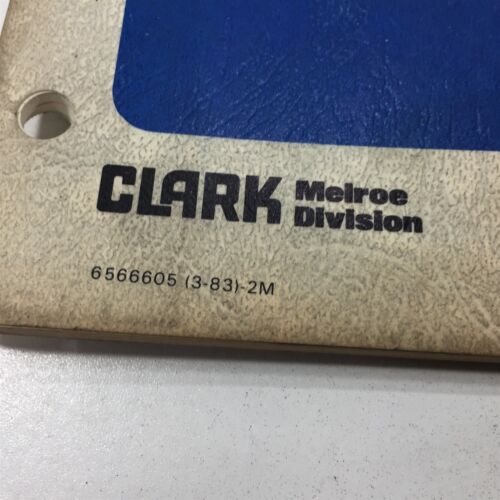 CLARK Melroe
Division
6566605 (3-83)-2M